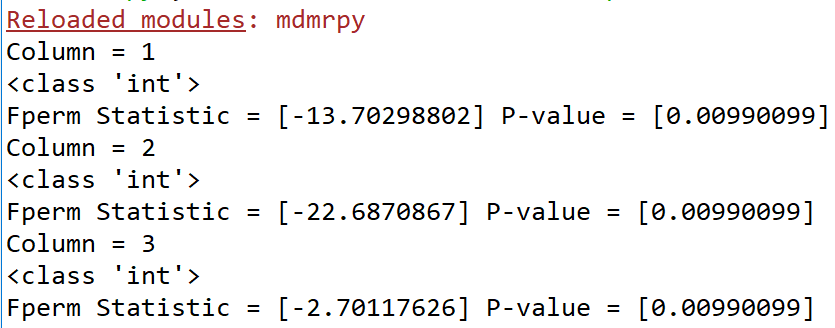 Reloaded modules: mdmrpy
Column = 1
<class 'int'>
Fperm Statistic = [-13.70298802] P-value = [0.00990099]
Column = 2
<class 'int'>
Fperm Statistic = [-22.6870867] P-value = [0.00990099]
Column = 3
<class 'int'>
Fperm Statistic = [-2.70117626] P-value = [0.00990099]